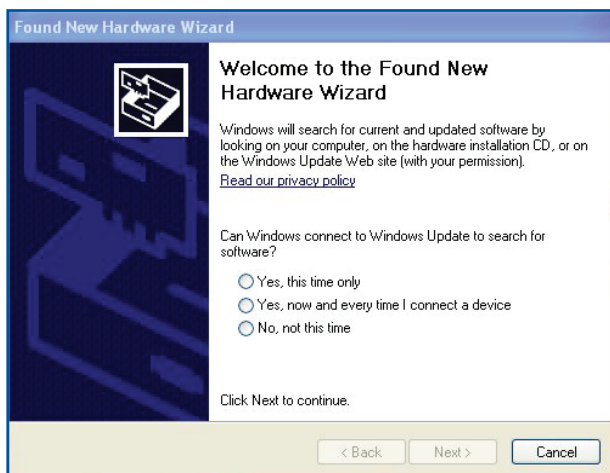 Found New Hardware Wizard
Welcome to the Found New
Hardware Wizard
Windows will search for current and updated software by
looking on your computer, on the hardware installation CD, or on
the Windows Update Web site (with your permission).
Read our privacy policy
Can Windows connect to Windows Update to search for
software?
Yes, this time only
Yes, now and every time I connect a device
No, not this time
Click Next to continue.
< Back Next > Cancel